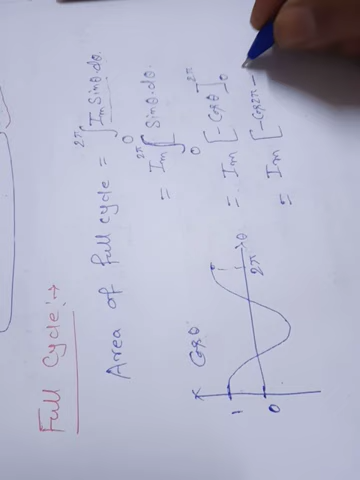 Full Cycle:→
Area of full cycle = ∫₀^2π Im Sinθ.dθ.
= Im ∫₀^2π Sinθ.dθ.
= Im [-Cosθ]₀^2π
= Im [-Cos2π -
Cosθ
1
0
2π
θ